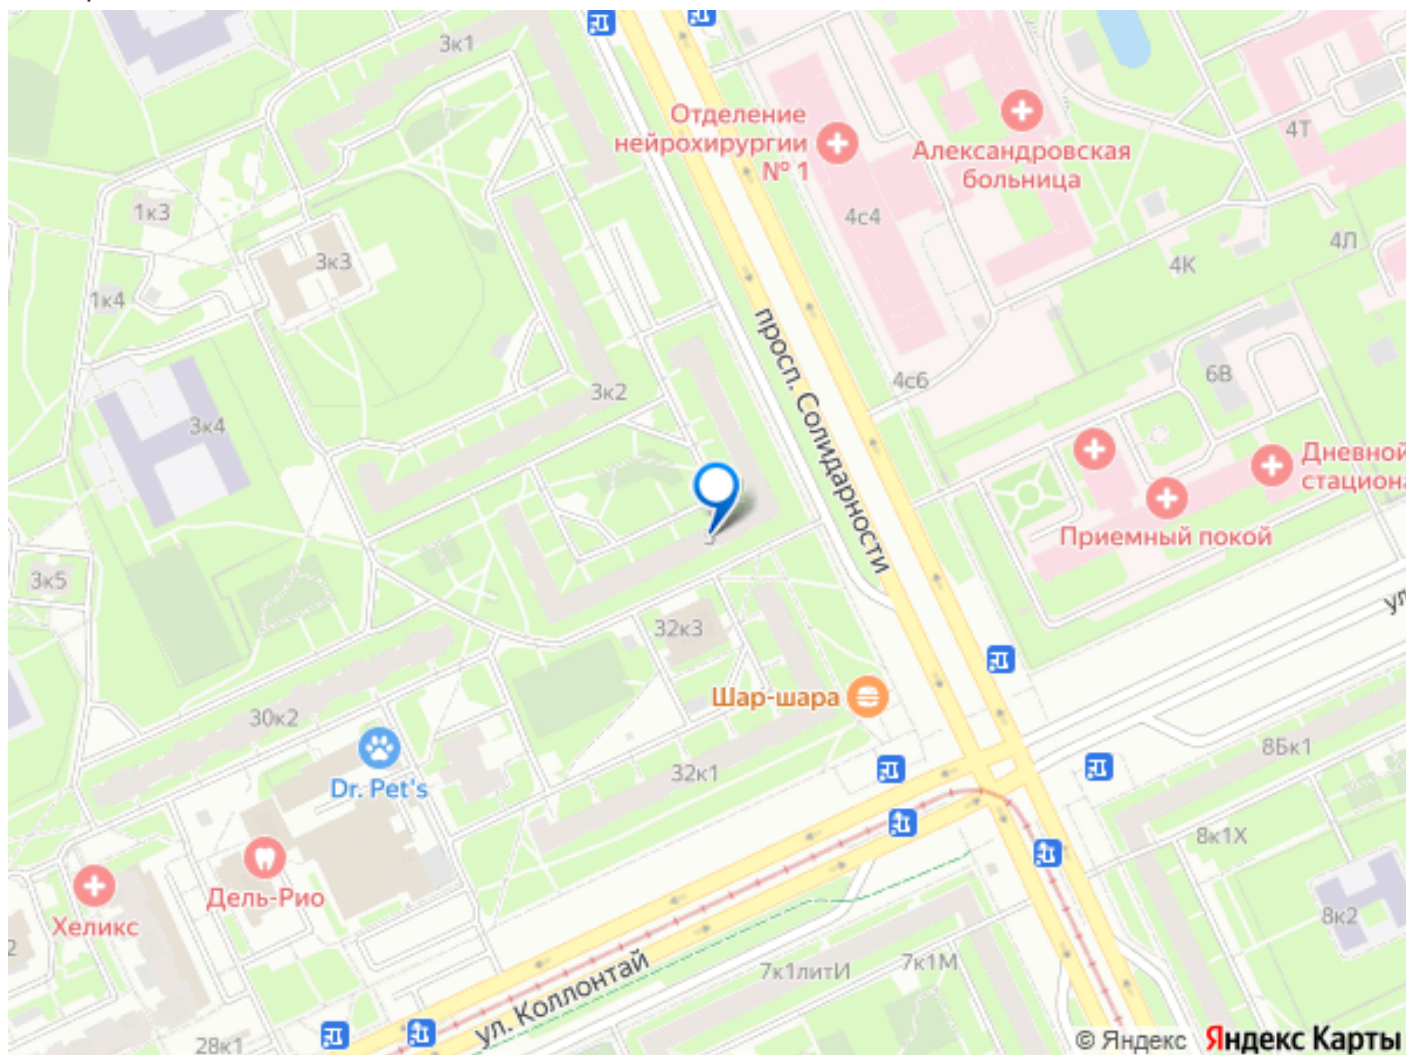 3к1
Отделение
нейрохирургии
№ 1
Александровская
больница
4Т
1к3
4с4
4Л
3к3
4К
1к4
просп. Солидарности
4с6
6В
3к2
3к4
Дневной
стациона
Приемный покой
3к5
32к3
ул
Шар-шара
30к2
8Бк1
32к1
Dr. Pet's
8к1Х
Дель-Рио
Хеликс
8к2
2
7к1литИ
7к1М
ул. Коллонтай
28к1
© Яндекс
Яндекс Карты